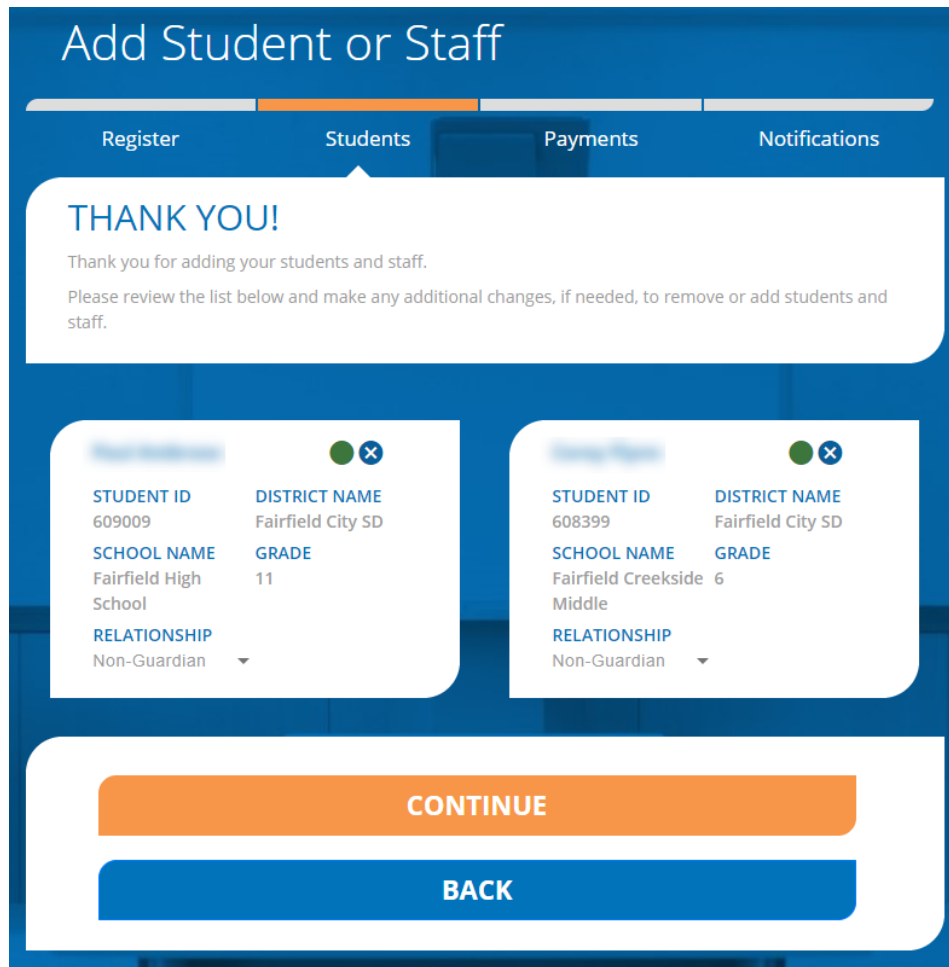 Add Student or Staff
Register Students Payments Notifications
THANK YOU!
Thank you for adding your students and staff.
Please review the list below and make any additional changes, if needed, to remove or add students and
staff.
STUDENT ID DISTRICT NAME
609009 Fairfield City SD
SCHOOL NAME GRADE
Fairfield High 11
School
RELATIONSHIP
Non-Guardian
STUDENT ID DISTRICT NAME
608399 Fairfield City SD
SCHOOL NAME GRADE
Fairfield Creekside 6
Middle
RELATIONSHIP
Non-Guardian
CONTINUE
BACK